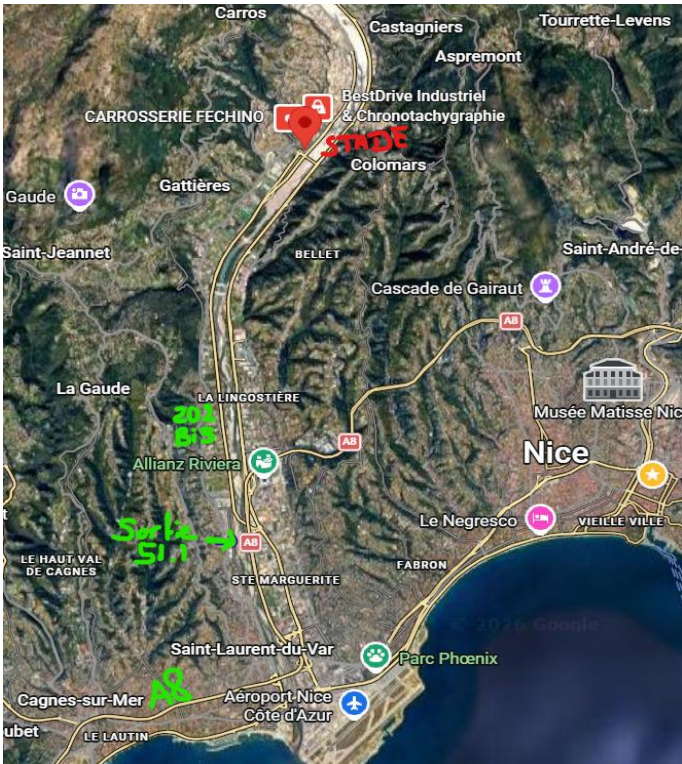 Carros
Castagniers
Tourrette-Levens
Aspremont
BestDrive Industriel
& Chronotachygraphie
CARROSSERIE FECHINO
STADE
Colomars
Gattières
Gaude
Saint-Jeannet
BELLET
Saint-André-de-
Cascade de Gairaut
A8
La Gaude
LA LINGOSTIÈRE
Musée Matisse Nic
201
Bis
A8
Allianz Riviera
Nice
Le Negresco
VIEILLE VILLE
Sortie
51.1
A8
LE HAUT VAL
DE CAGNES
STE MARGUERITE
FABRON
© 2026 Google
Saint-Laurent-du-Var
Parc Phœnix
Cagnes-sur-Mer
A8
Aéroport Nice
Côte d'Azur
oubet
LE LAUTIN
t